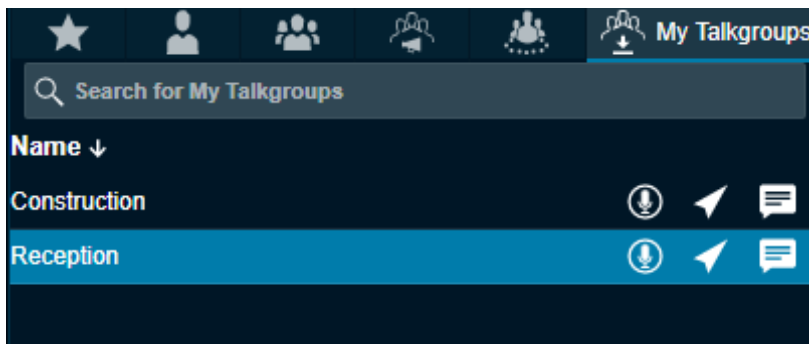 My Talkgroups
Search for My Talkgroups
Name ↓
Construction
Reception